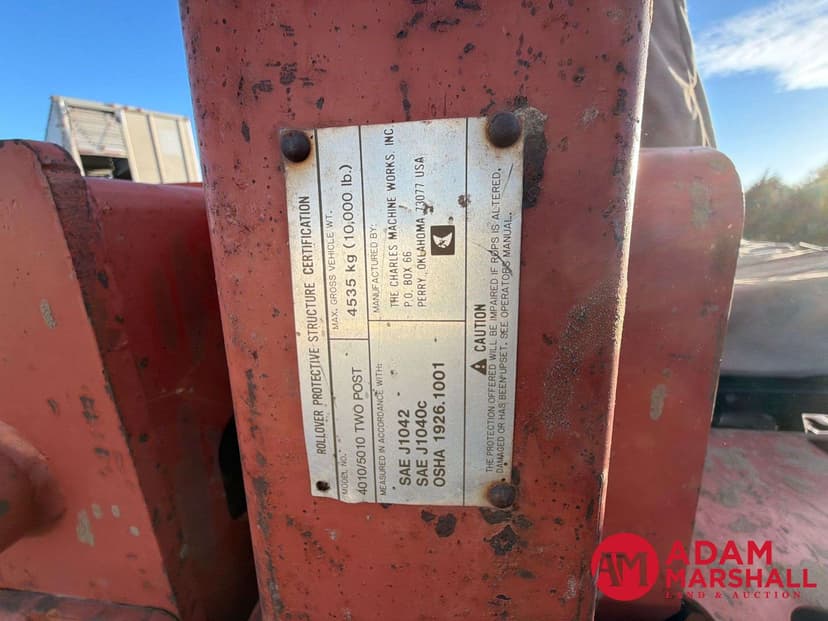 ROLLOVER PROTECTIVE STRUCTURE CERTIFICATION
MODEL NO.
4010/5010 TWO POST
MAX. GROSS VEHICLE WT.
4535 kg (10,000 lb.)
MEASURED IN ACCORDANCE WITH:
SAE J1042
SAE J1040c
OSHA 1926.1001
MANUFACTURED BY:
THE CHARLES MACHINE WORKS, INC.
P.O. BOX 66
PERRY, OKLAHOMA 73077 USA
CAUTION
THE PROTECTION OFFERED WILL BE IMPAIRED IF ROPS IS ALTERED,
DAMAGED OR HAS BEEN UPSET. SEE OPERATORS MANUAL.
AM
ADAM
MARSHALL
LAND & AUCTION